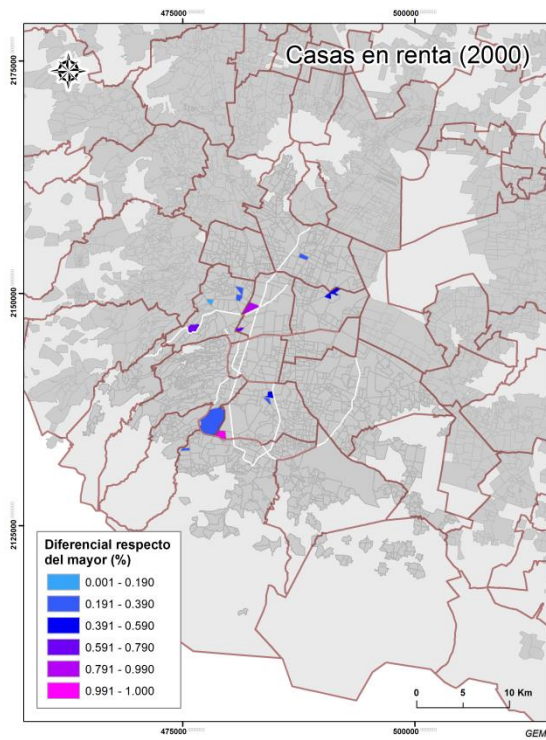 475000 500000
Casas en renta (2000)
2175000
2150000
2125000
Diferencial respecto
del mayor (%)
0.001 - 0.190
0.191 - 0.390
0.391 - 0.590
0.591 - 0.790
0.791 - 0.990
0.991 - 1.000
0 5 10 Km
475000 500000
GEM